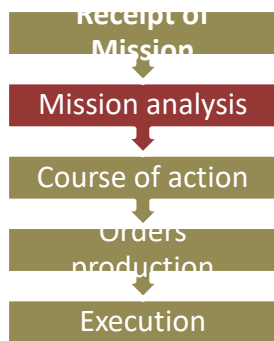 Receipt of
Mission
Mission analysis
Course of action
Orders
production
Execution